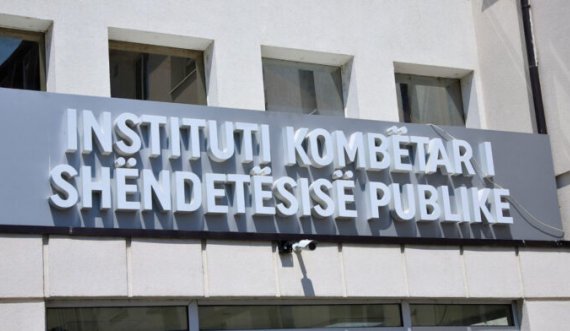 INSTITUTI KOMBËTAR I
SHËNDETËSISË PUBLIKE